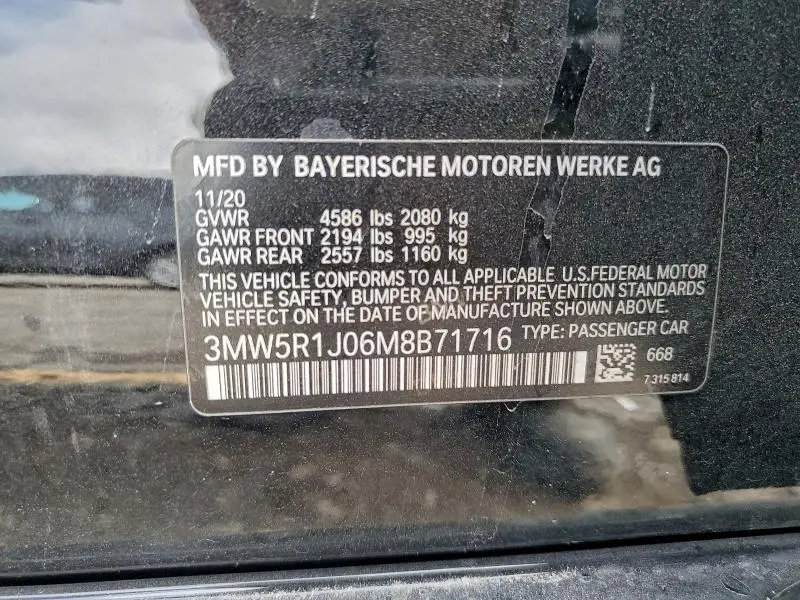 MFD BY BAYERISCHE MOTOREN WERKE AG
11/20
GVWR 4586 lbs 2080 kg
GAWR FRONT 2194 lbs 995 kg
GAWR REAR 2557 lbs 1160 kg
THIS VEHICLE CONFORMS TO ALL APPLICABLE U.S.FEDERAL MOTOR
VEHICLE SAFETY, BUMPER AND THEFT PREVENTION STANDARDS
IN EFFECT ON THE DATE OF MANUFACTURE SHOWN ABOVE.
3MW5R1J06M8B71716 TYPE: PASSENGER CAR
668
7 315 814